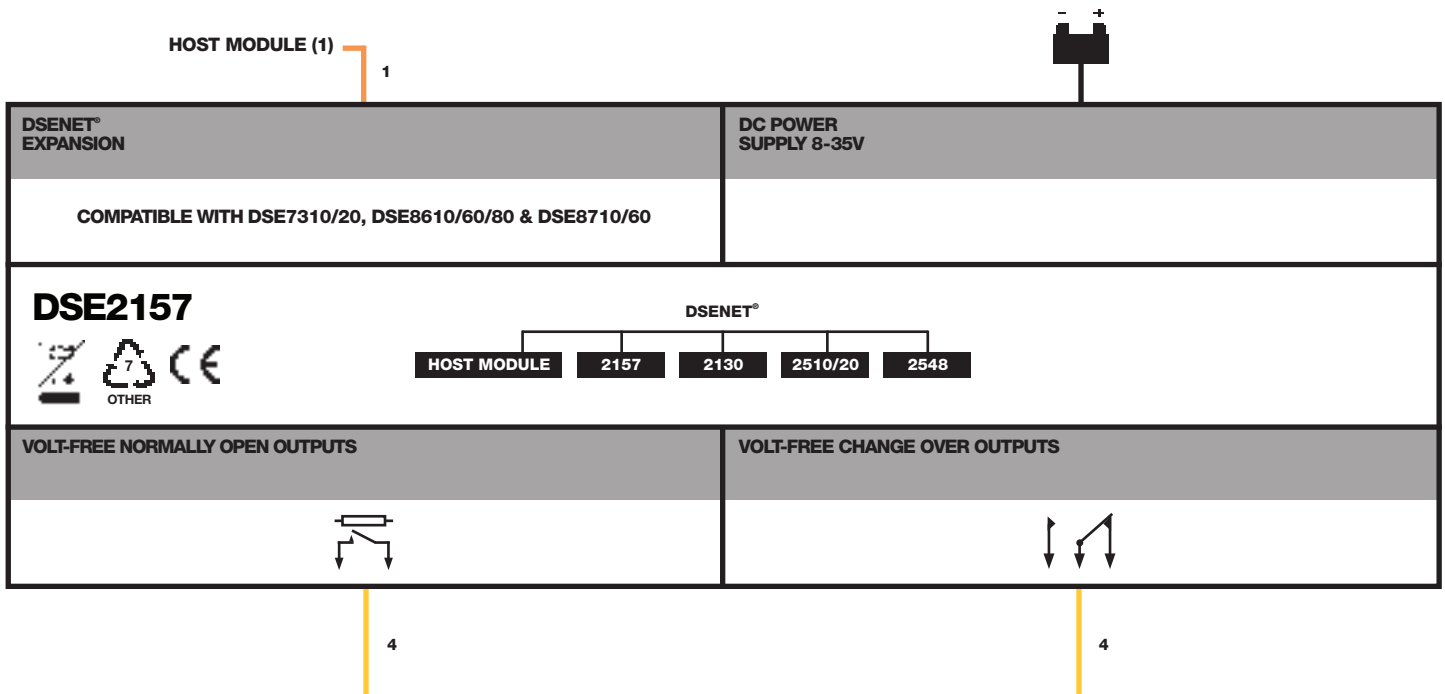 HOST MODULE (1)
1
- +
DSENET®
EXPANSION
DC POWER
SUPPLY 8-35V
COMPATIBLE WITH DSE7310/20, DSE8610/60/80 & DSE8710/60
DSE2157
7
OTHER
CE
DSENET®
HOST MODULE 2157 2130 2510/20 2548
VOLT-FREE NORMALLY OPEN OUTPUTS
VOLT-FREE CHANGE OVER OUTPUTS
4
4